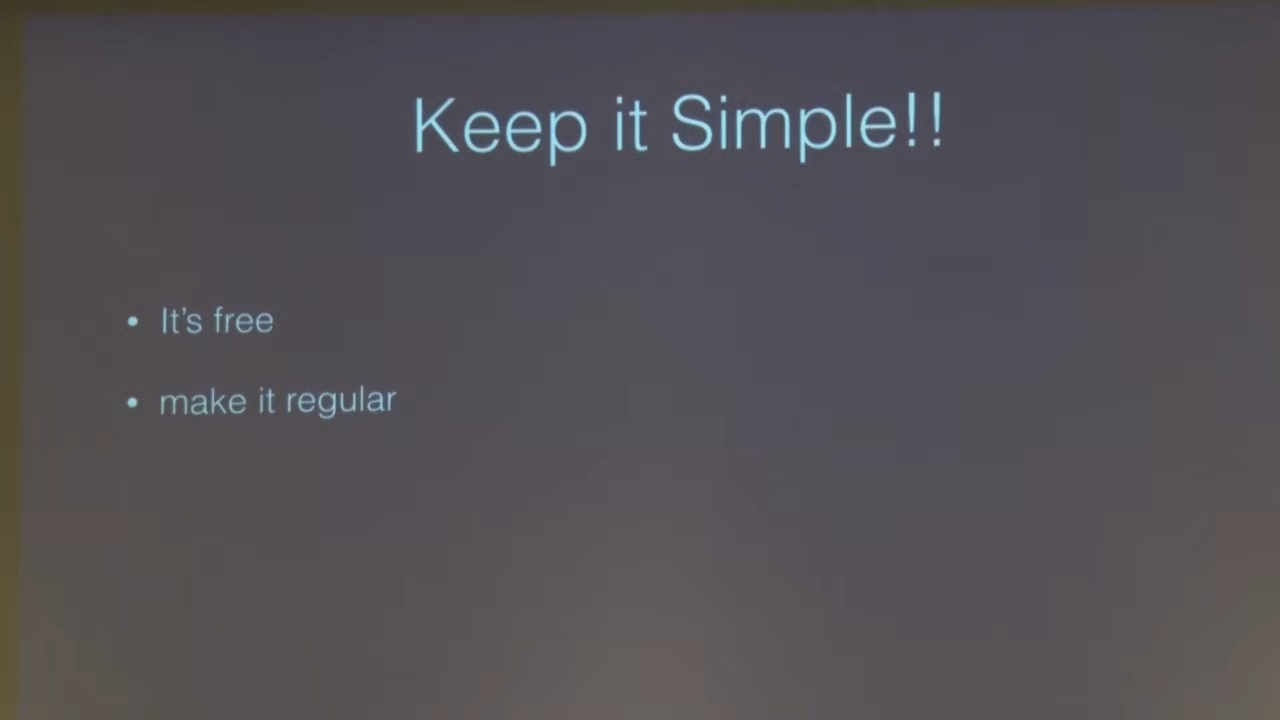 Keep it Simple!!
• It's free
• make it regular